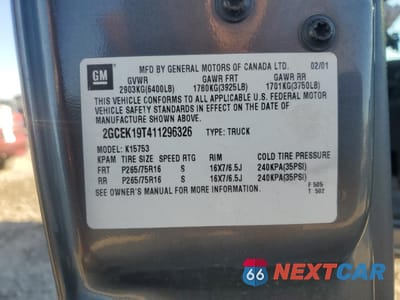 GM
MFD BY GENERAL MOTORS OF CANADA LTD. 02/01
GVWR GAWR FRT GAWR RR
2903KG(6400LB) 1780KG(3925LB) 1701KG(3750LB)
THIS VEHICLE CONFORMS TO ALL APPLICABLE U.S. FEDERAL MOTOR
VEHICLE SAFETY STANDARDS IN EFFECT ON THE DATE OF
MANUFACTURE SHOWN ABOVE.
2GCEK19T411296326 TYPE: TRUCK
MODEL: K15753
KPAM TIRE SIZE SPEED RTG RIM COLD TIRE PRESSURE
FRT P265/75R16 S 16X7/6.5J 240KPA(35PSI)
RR P265/75R16 S 16X7/6.5J 240KPA(35PSI)
SEE OWNER'S MANUAL FOR MORE INFORMATION.
F 505
T 502
66 NEXTCAR